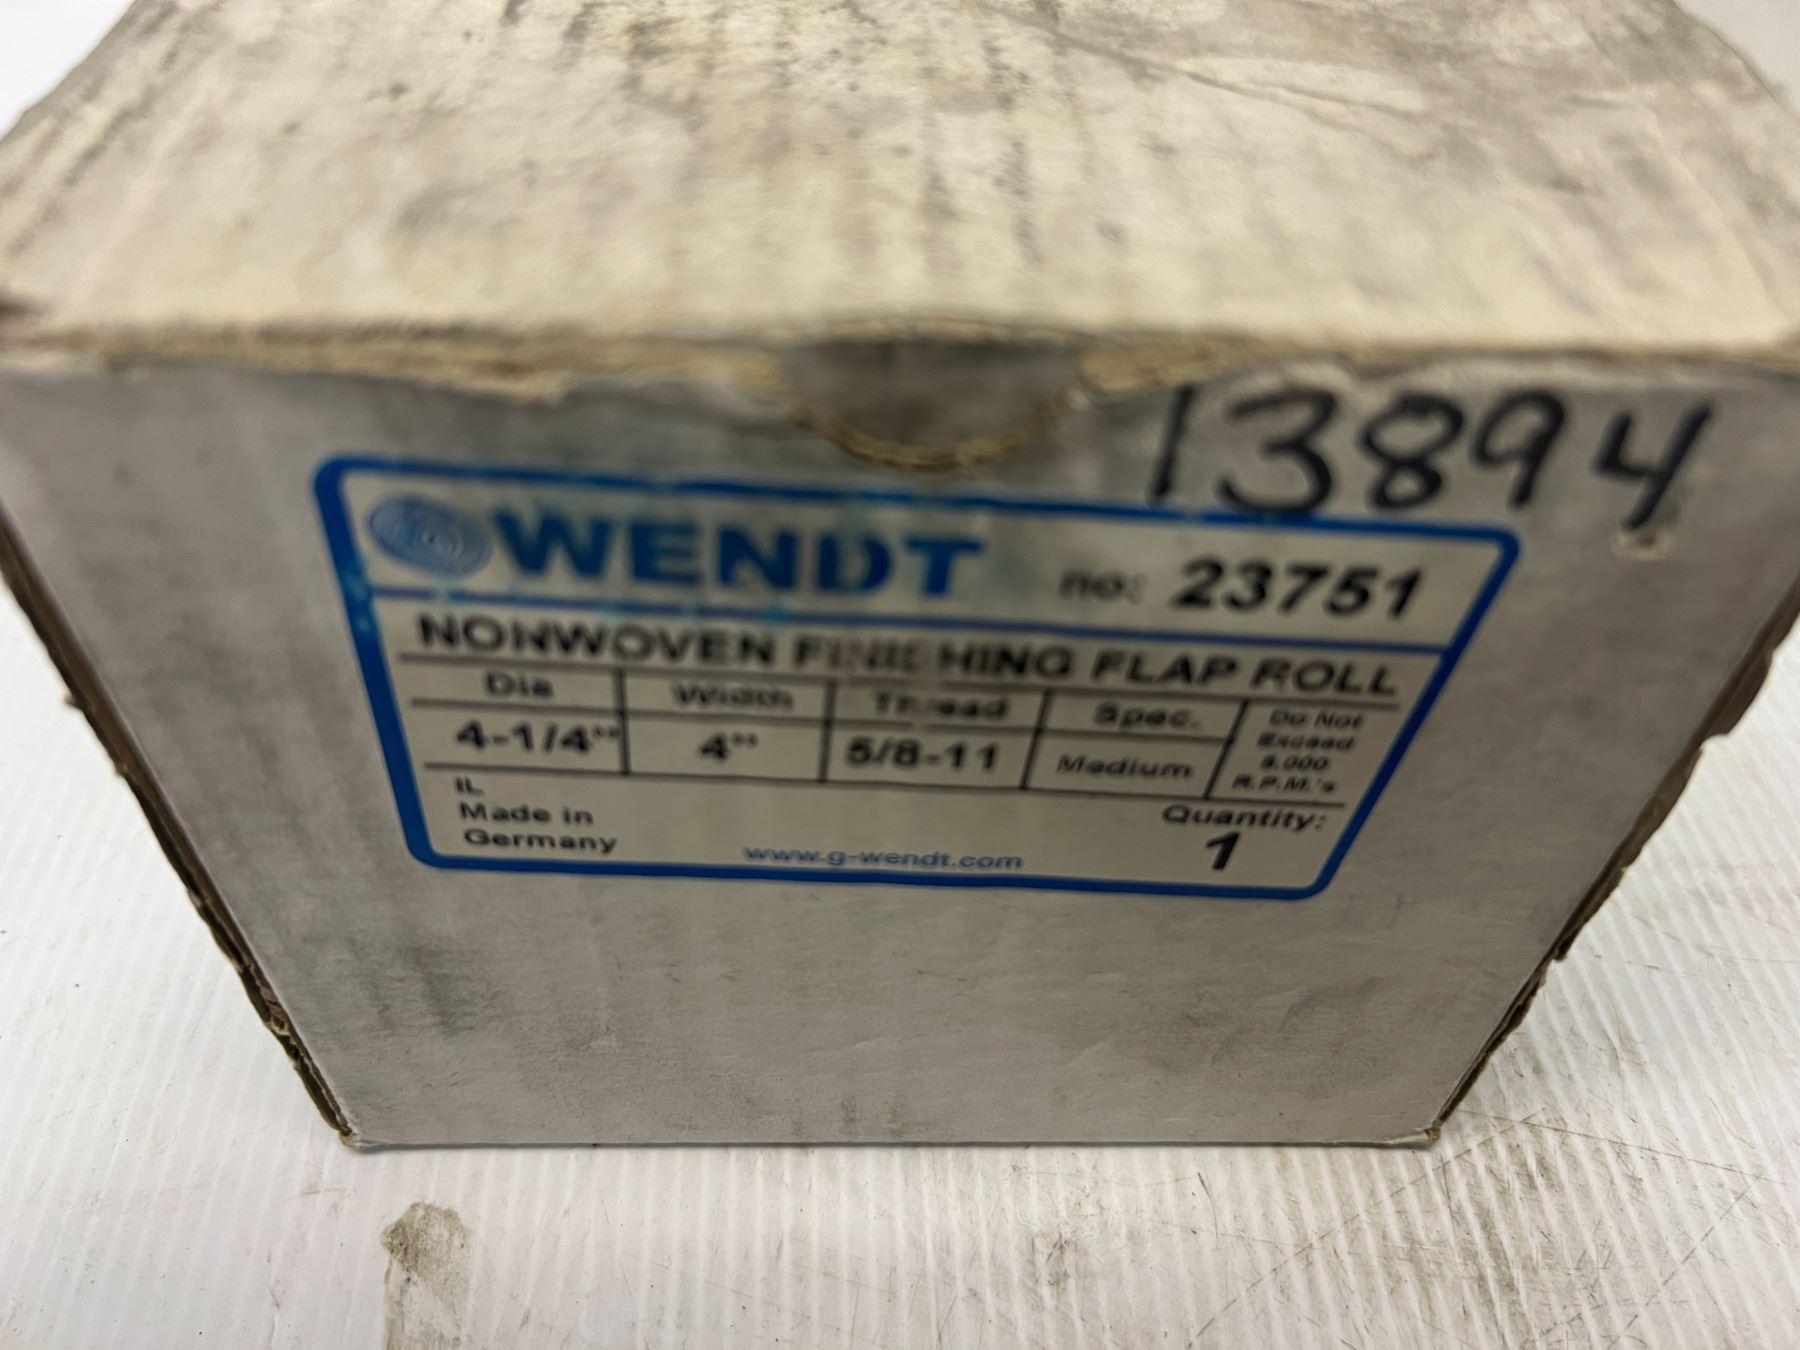 13894
WENDT no: 23751
NONWOVEN FINISHING FLAP ROLL
Dia Width Thread Spec. Do Not
Exceed
4-1/4" 4" 5/8-11 Medium
R.P.M.'s
IL
Made in
Germany
www.g-wendt.com
Quantity:
1